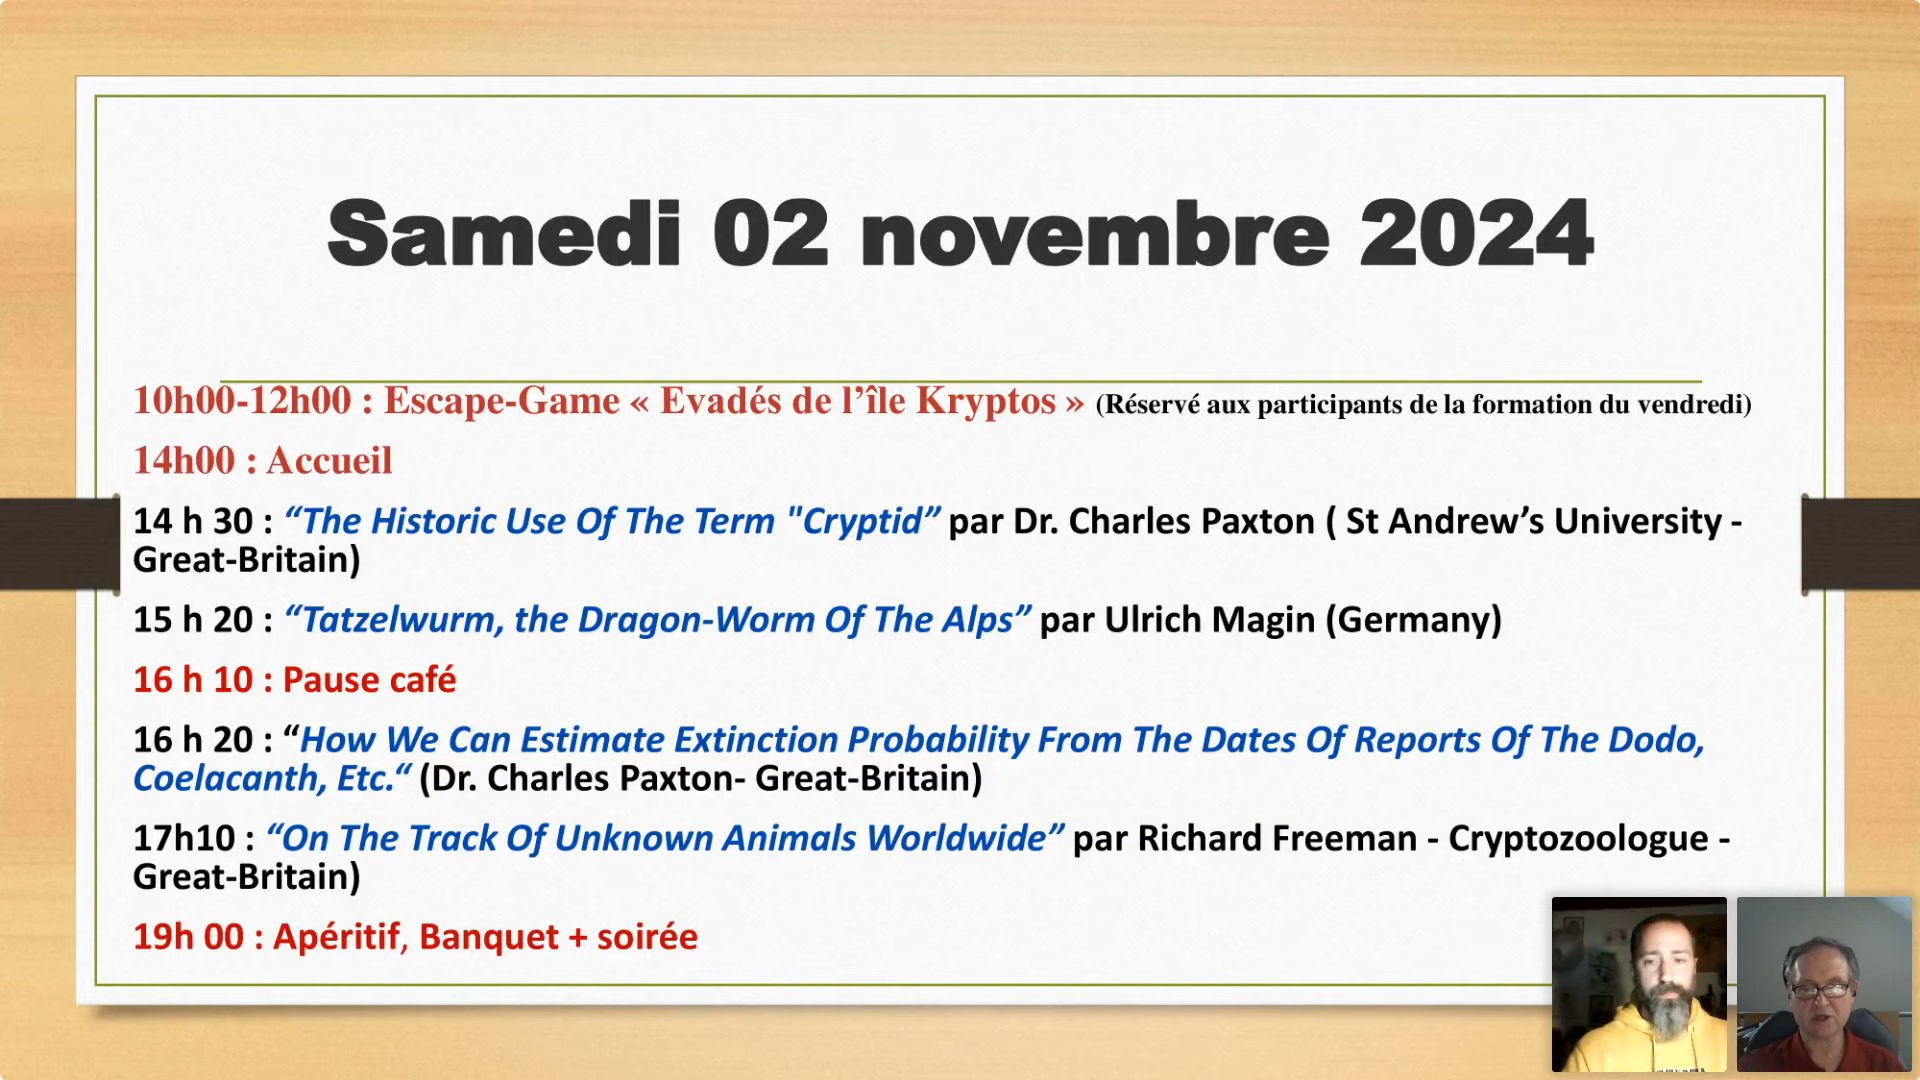 Samedi 02 novembre 2024
10h00-12h00 : Escape-Game « Evadés de l’île Kryptos » (Réservé aux participants de la formation du vendredi)
14h00 : Accueil
14 h 30 : “The Historic Use Of The Term "Cryptid” par Dr. Charles Paxton ( St Andrew’s University -
Great-Britain)
15 h 20 : “Tatzelwurm, the Dragon-Worm Of The Alps” par Ulrich Magin (Germany)
16 h 10 : Pause café
16 h 20 : “How We Can Estimate Extinction Probability From The Dates Of Reports Of The Dodo,
Coelacanth, Etc.“ (Dr. Charles Paxton- Great-Britain)
17h10 : “On The Track Of Unknown Animals Worldwide” par Richard Freeman - Cryptozoologue -
Great-Britain)
19h 00 : Apéritif, Banquet + soirée